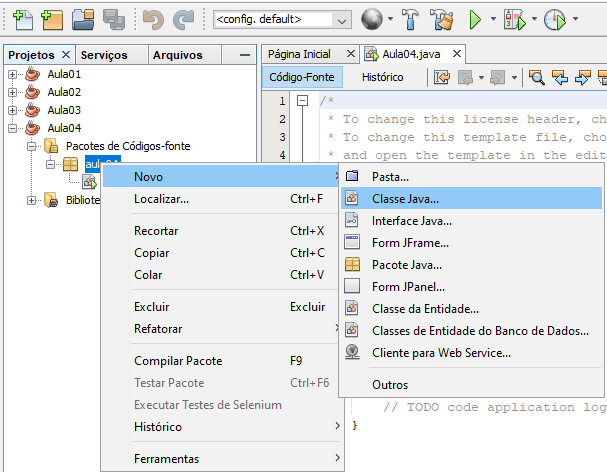 <config. default>
Projetos
Serviços
Arquivos
Página Inicial
Aula04.java
Código-Fonte
Histórico
Aula01
Aula02
Aula03
Aula04
Pacotes de Códigos-fonte
1 /*
2 * To change this license header, ch
3 * To change this template file, cho
4 * and open the template in the edit
Novo
Localizar... Ctrl+F
Recortar Ctrl+X
Copiar Ctrl+C
Colar Ctrl+V
Excluir Excluir
Refatorar
Compilar Pacote F9
Testar Pacote Ctrl+F6
Executar Testes de Selenium
Histórico
Ferramentas
Pasta...
Classe Java...
Interface Java...
Form JFrame...
Pacote Java...
Form JPanel...
Classe da Entidade...
Classes de Entidade do Banco de Dados...
Cliente para Web Service...
Outros
Bibliote
// TODO code application log
}